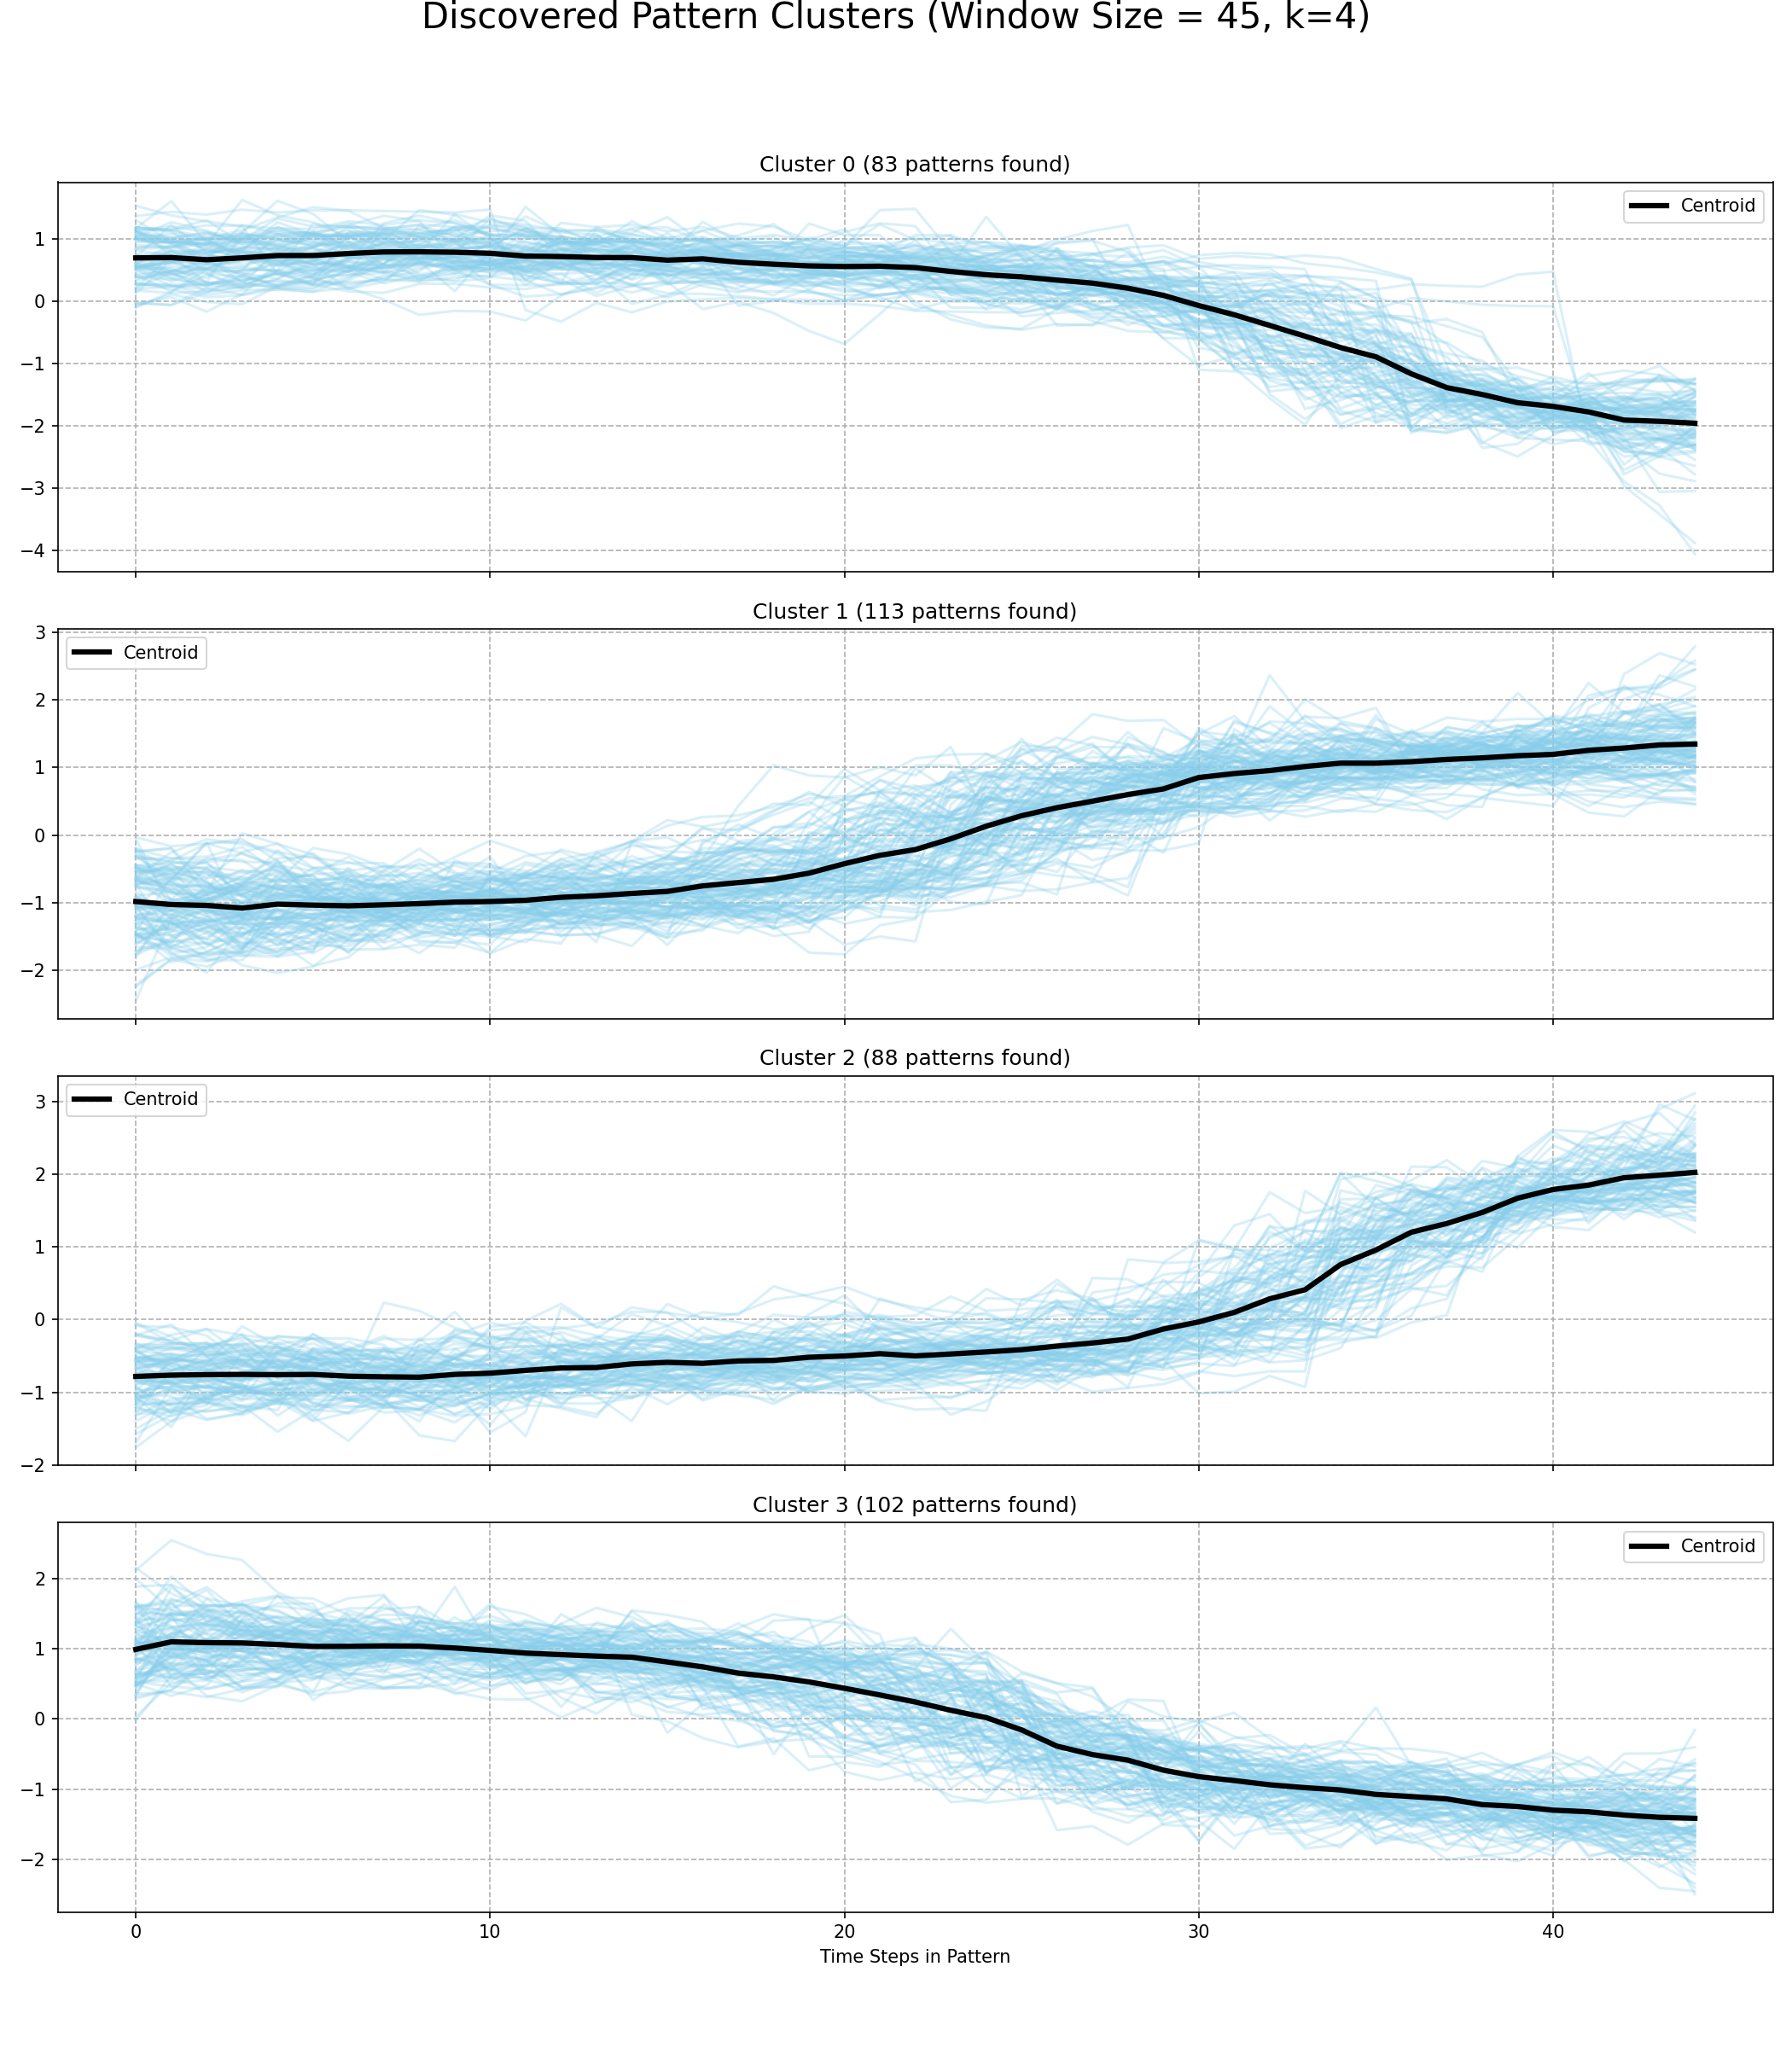 Discovered Pattern Clusters (Window Size = 45, k=4)
Cluster 0 (83 patterns found)
Centroid
1
0
−1
−2
−3
−4
Cluster 1 (113 patterns found)
Centroid
3
2
1
0
−1
−2
Cluster 2 (88 patterns found)
Centroid
3
2
1
0
−1
−2
Cluster 3 (102 patterns found)
Centroid
2
1
0
−1
−2
0 10 20 30 40
Time Steps in Pattern